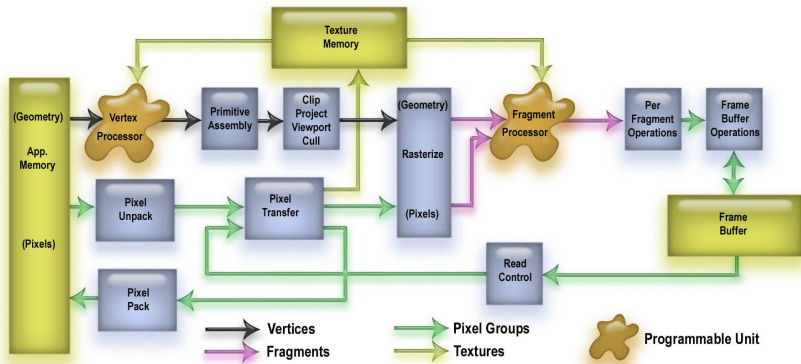 Texture
Memory
(Geometry)
App.
Memory
(Pixels)
Vertex
Processor
Primitive
Assembly
Clip
Project
Viewport
Cull
(Geometry)
Rasterize
(Pixels)
Fragment
Processor
Per
Fragment
Operations
Frame
Buffer
Operations
Pixel
Unpack
Pixel
Transfer
Frame
Buffer
Read
Control
Pixel
Pack
Vertices
Fragments
Pixel Groups
Textures
Programmable Unit